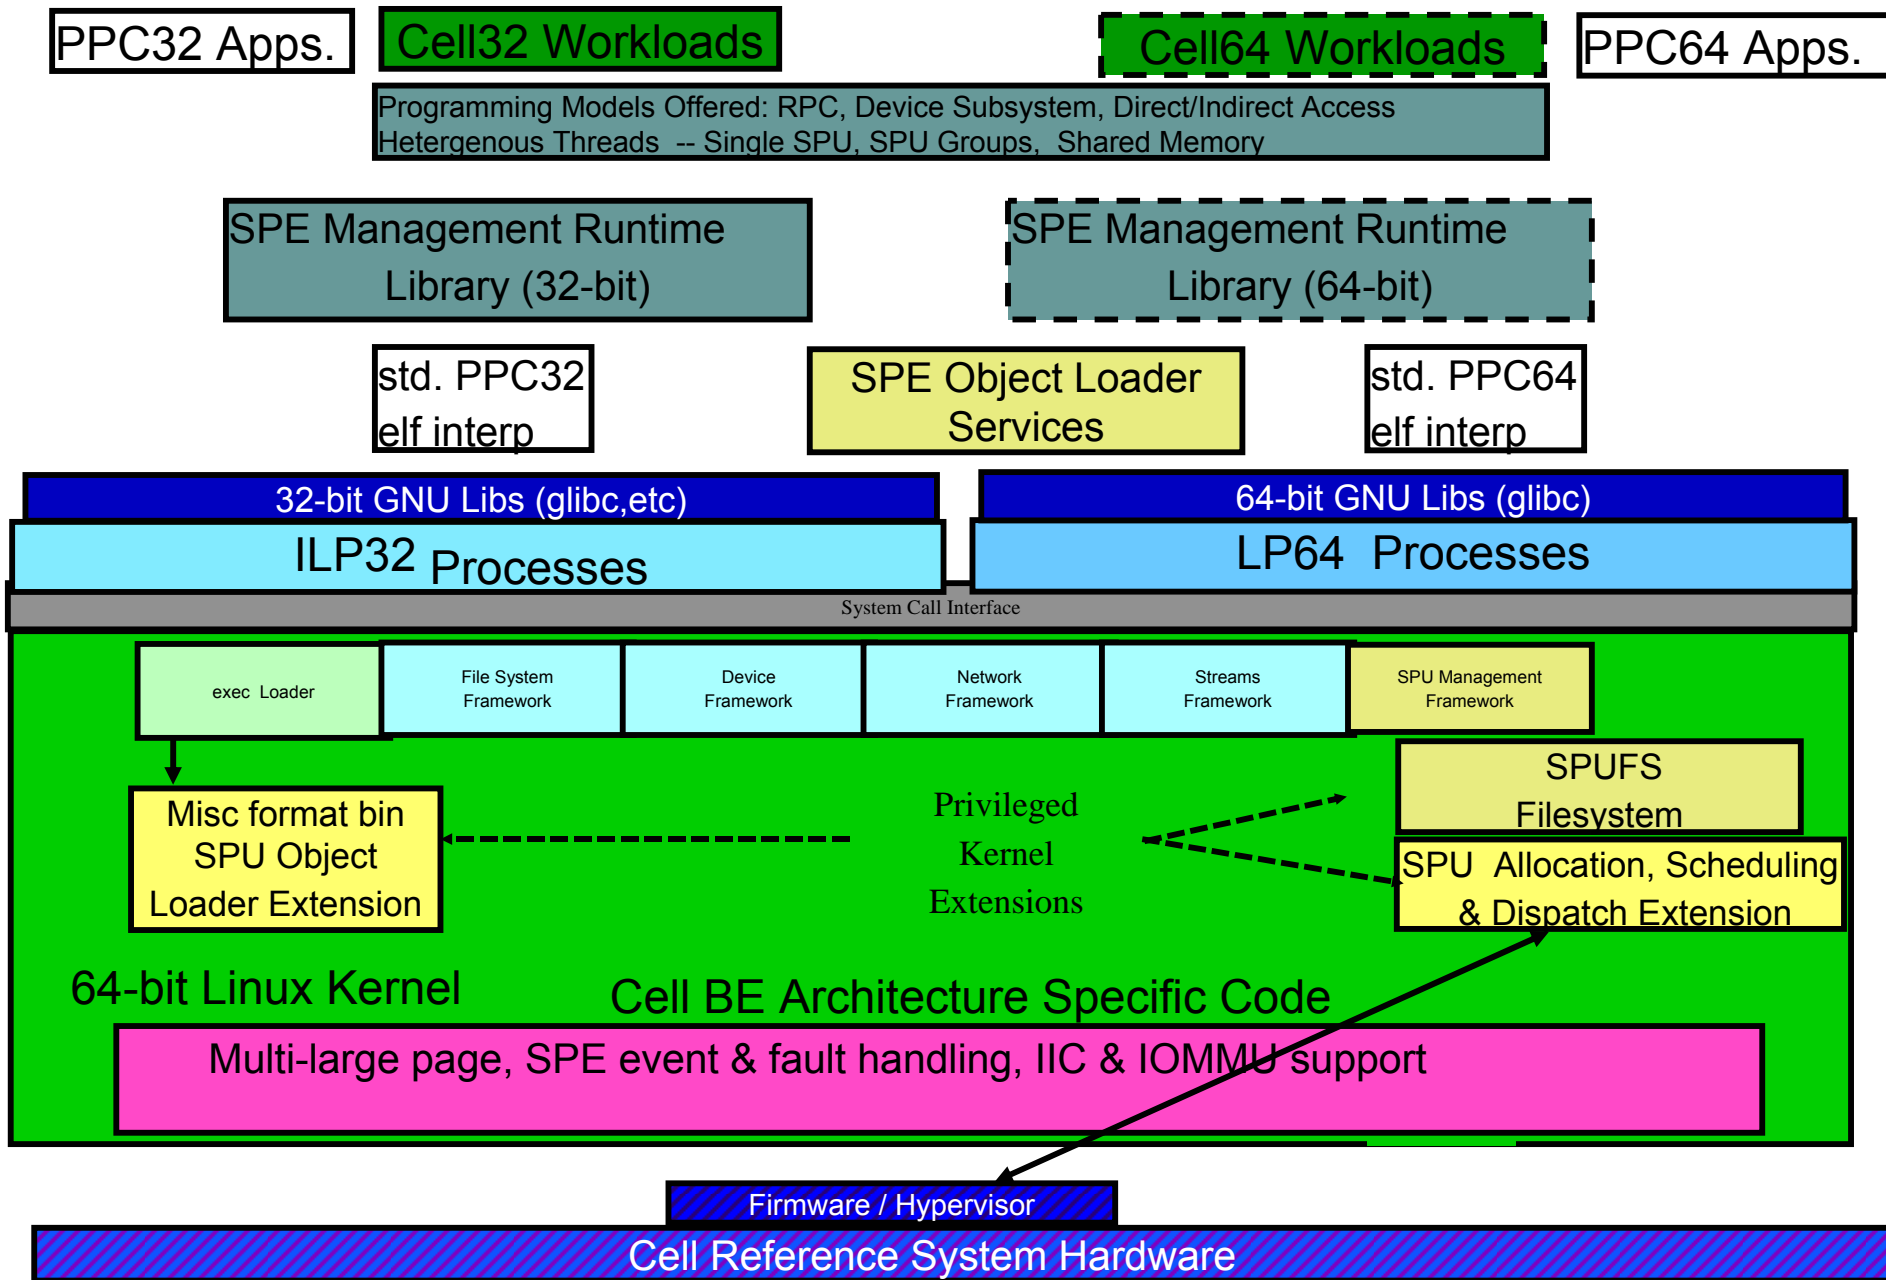 PPC32 Apps.
Cell32 Workloads
Cell64 Workloads
PPC64 Apps.
Programming Models Offered: RPC, Device Subsystem, Direct/Indirect Access
Hetergenous Threads -- Single SPU, SPU Groups, Shared Memory
SPE Management Runtime
Library (32-bit)
SPE Management Runtime
Library (64-bit)
std. PPC32
elf interp
SPE Object Loader
Services
std. PPC64
elf interp
32-bit GNU Libs (glibc,etc)
64-bit GNU Libs (glibc)
ILP32 Processes
LP64 Processes
System Call Interface
exec Loader
File System
Framework
Device
Framework
Network
Framework
Streams
Framework
SPU Management
Framework
Misc format bin
SPU Object
Loader Extension
Privileged
Kernel
Extensions
SPUFS
Filesystem
SPU Allocation, Scheduling
& Dispatch Extension
64-bit Linux Kernel
Cell BE Architecture Specific Code
Multi-large page, SPE event & fault handling, IIC & IOMMU support
Firmware / Hypervisor
Cell Reference System Hardware